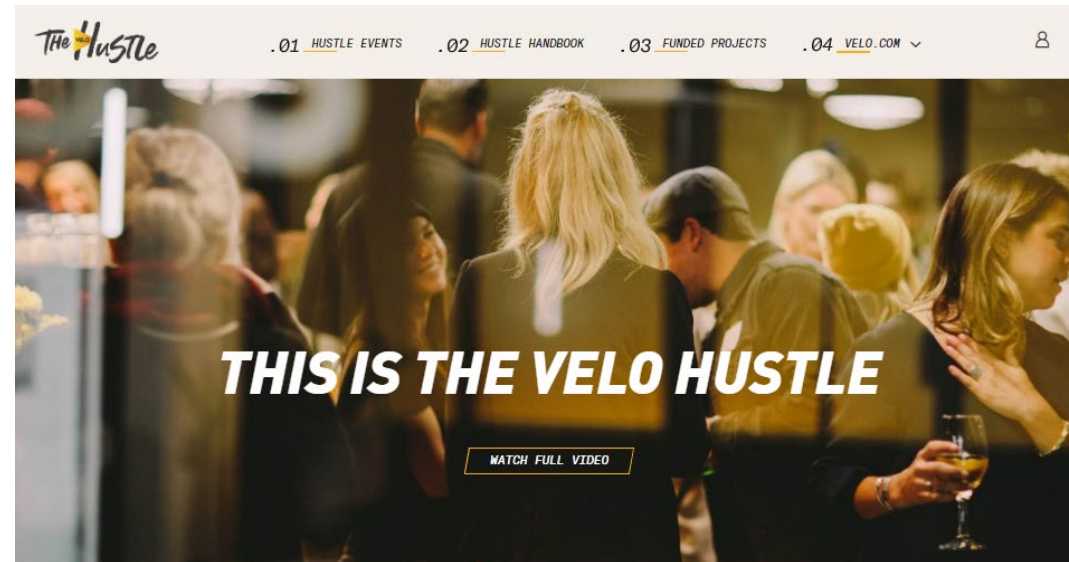 THe VELO HuSTle
.01 HUSTLE EVENTS .02 HUSTLE HANDBOOK .03 FUNDED PROJECTS .04 VELO.COM
THIS IS THE VELO HUSTLE
WATCH FULL VIDEO